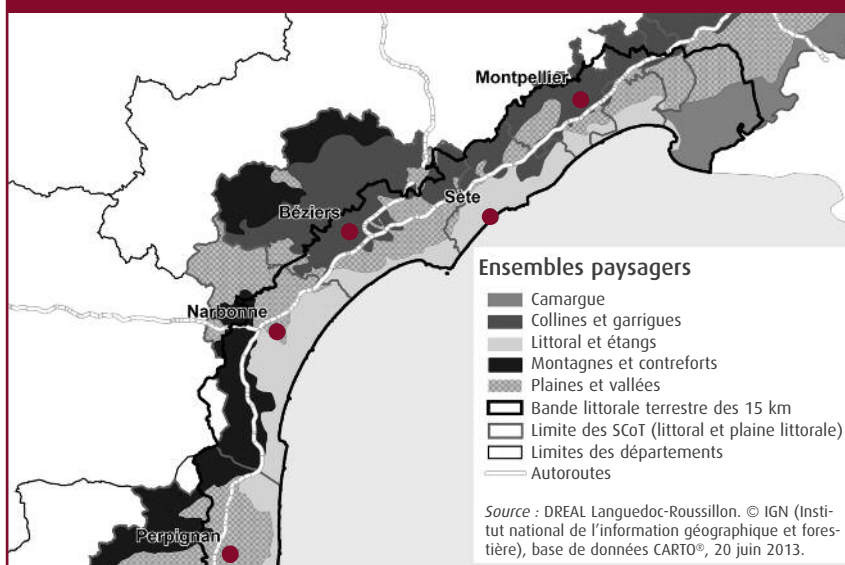 Montpellier
Sète
Béziers
Narbonne
Perpignan
Ensembles paysagers
Camargue
Collines et garrigues
Littoral et étangs
Montagnes et contreforts
Plaines et vallées
Bande littorale terrestre des 15 km
Limite des SCoT (littoral et plaine littorale)
Limites des départements
Autoroutes
Source : DREAL Languedoc-Roussillon. © IGN (Insti-
tut national de l’information géographique et fores-
tière), base de données CARTO®, 20 juin 2013.